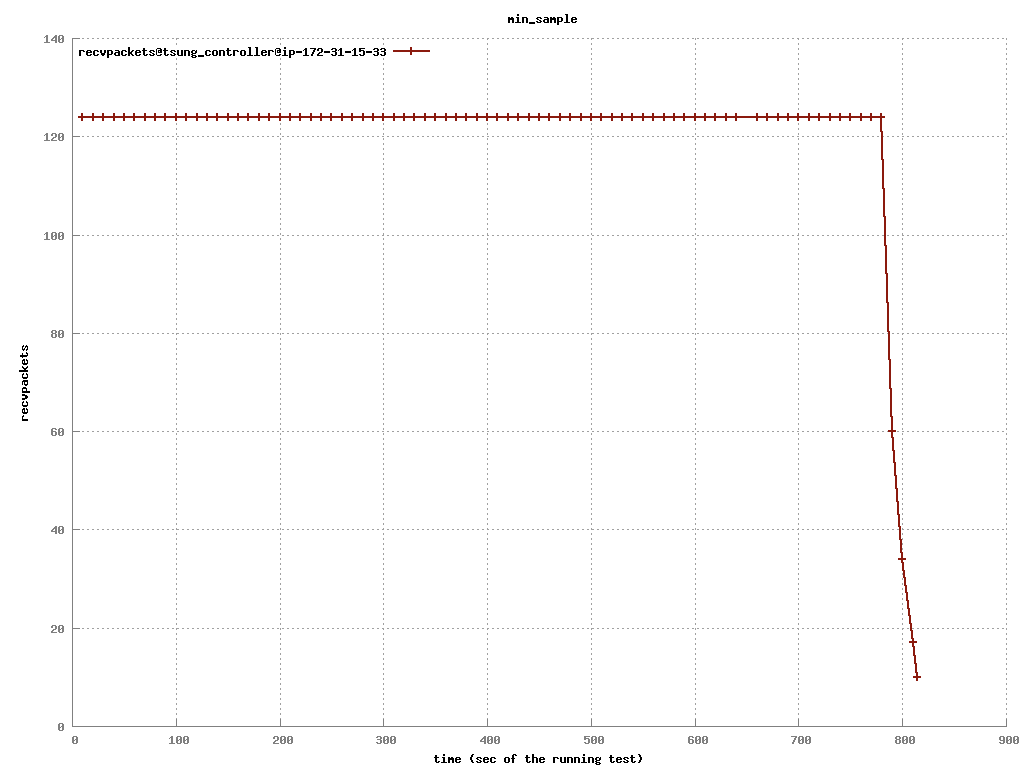 min_sample
140
recvpackets@tsung_controller@ip-172-31-15-33
120
100
80
60
40
20
0
recvpackets
0 100 200 300 400 500 600 700 800 900
time (sec of the running test)